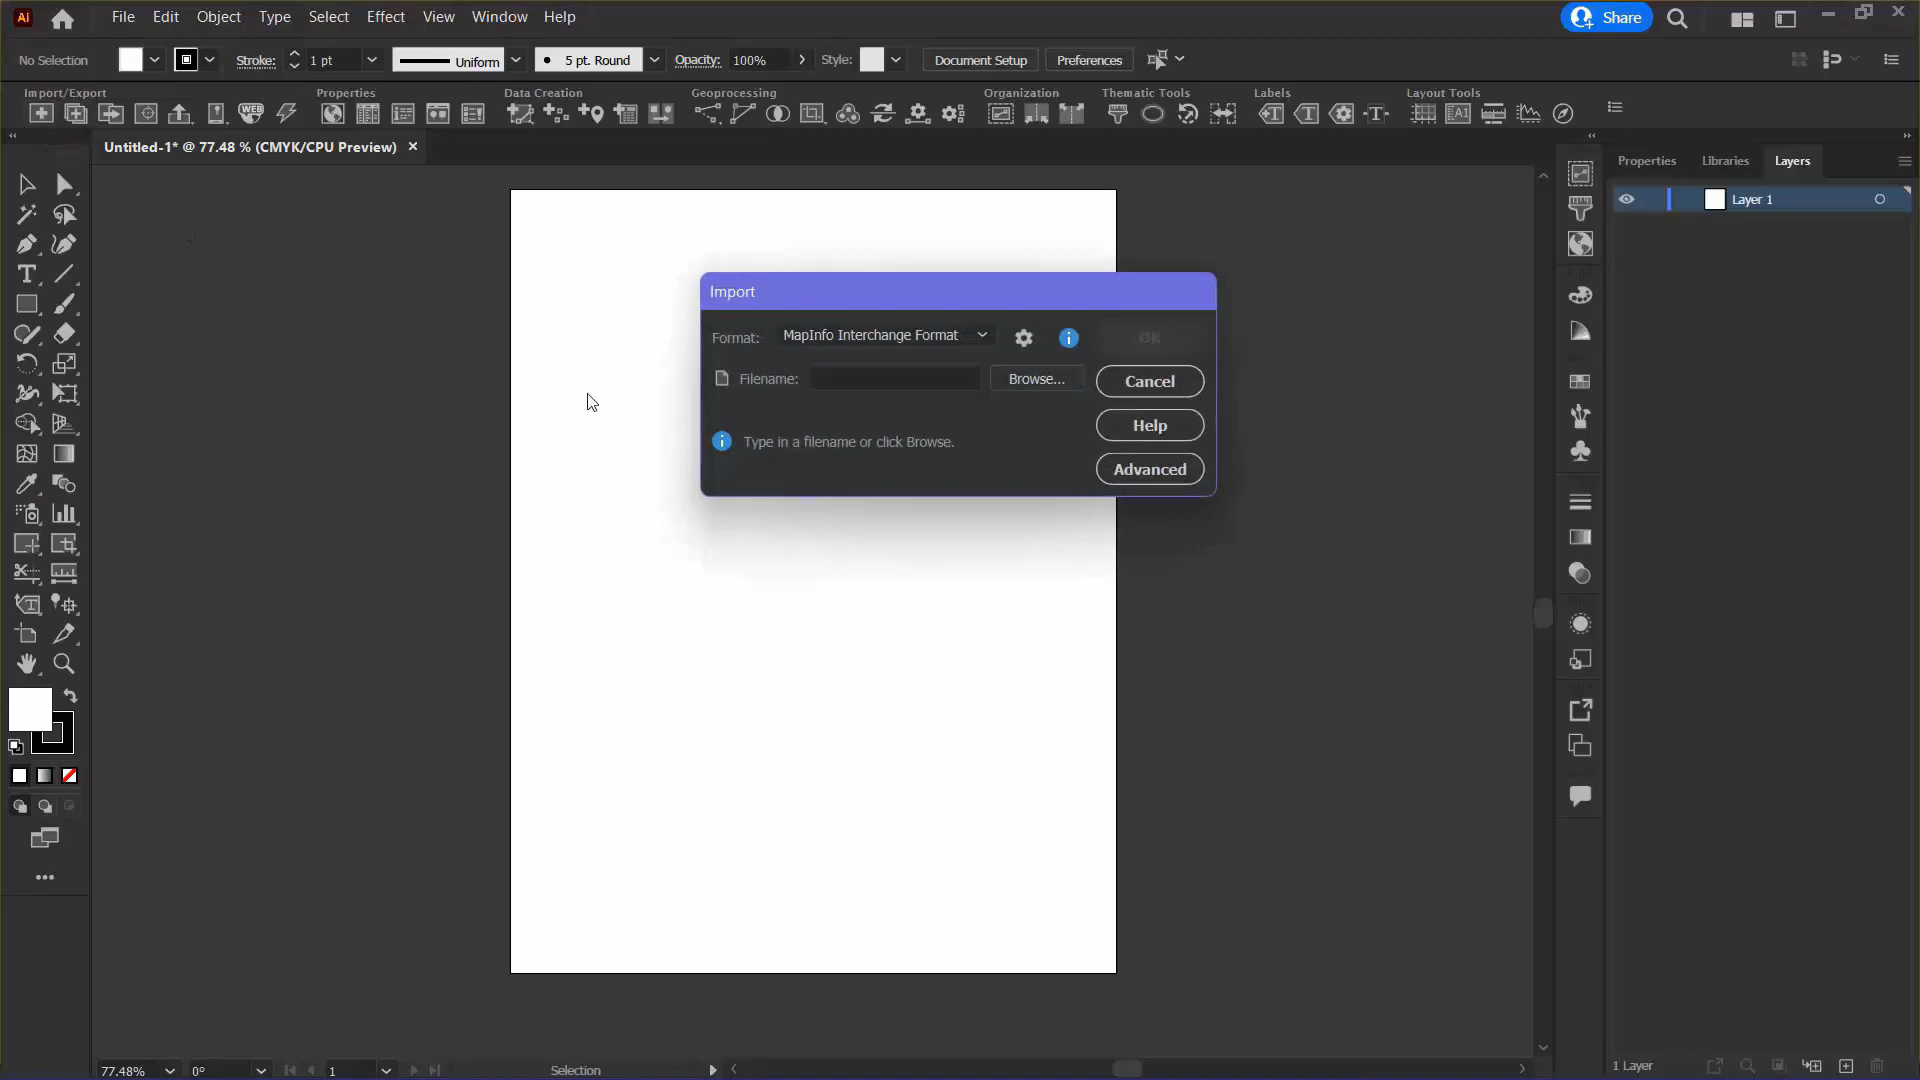 Ai File Edit Object Type Select Effect View Window Help Share
No Selection Stroke: 1 pt Uniform 5 pt. Round Opacity: 100% Style: Document Setup Preferences
Import/Export Properties Data Creation Geoprocessing Organization Thematic Tools Labels Layout Tools
WEB
Untitled-1* @ 77.48 % (CMYK/CPU Preview)
Properties Libraries Layers
Layer 1
Import
Format: MapInfo Interchange Format OK
Filename: Browse... Cancel
Help
Type in a filename or click Browse.
Advanced
77.48% 0° 1 Selection
1 Layer